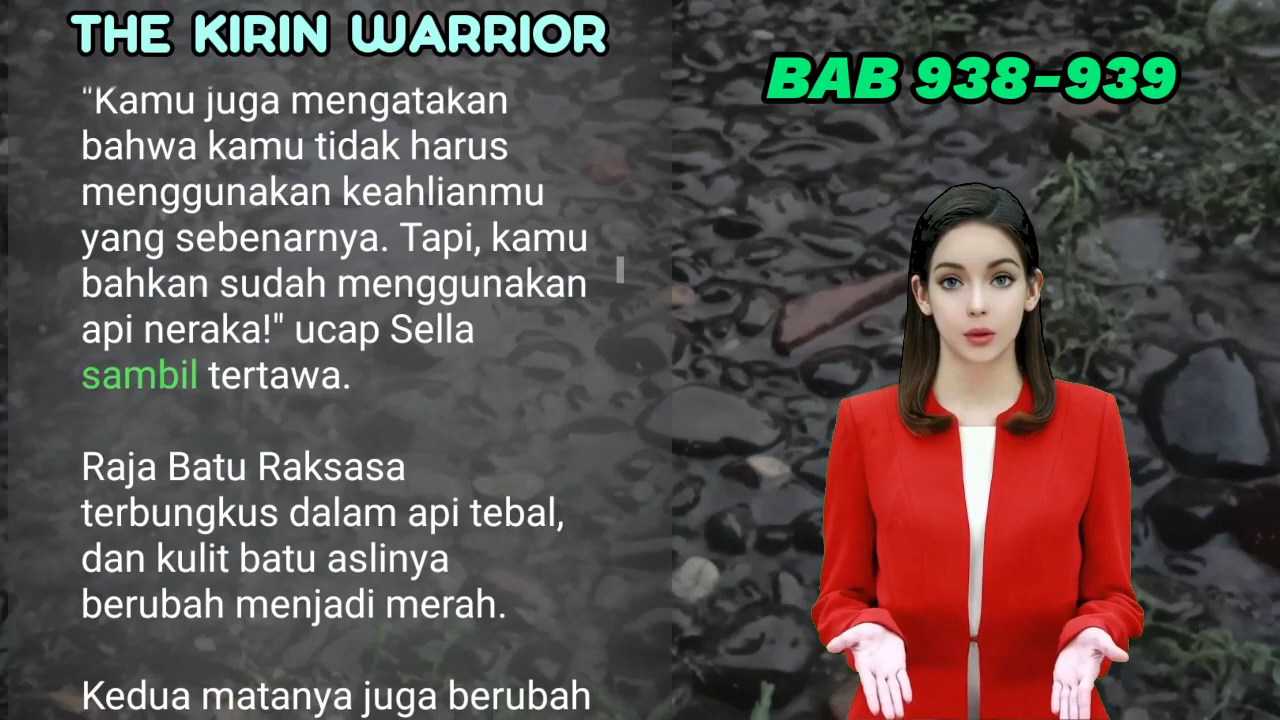 THE KIRIN WARRIOR
BAB 938-939
"Kamu juga mengatakan
bahwa kamu tidak harus
menggunakan keahlianmu
yang sebenarnya. Tapi, kamu
bahkan sudah menggunakan
api neraka!" ucap Sella
sambil tertawa.
Raja Batu Raksasa
terbungkus dalam api tebal,
dan kulit batu aslinya
berubah menjadi merah.
Kedua matanya juga berubah